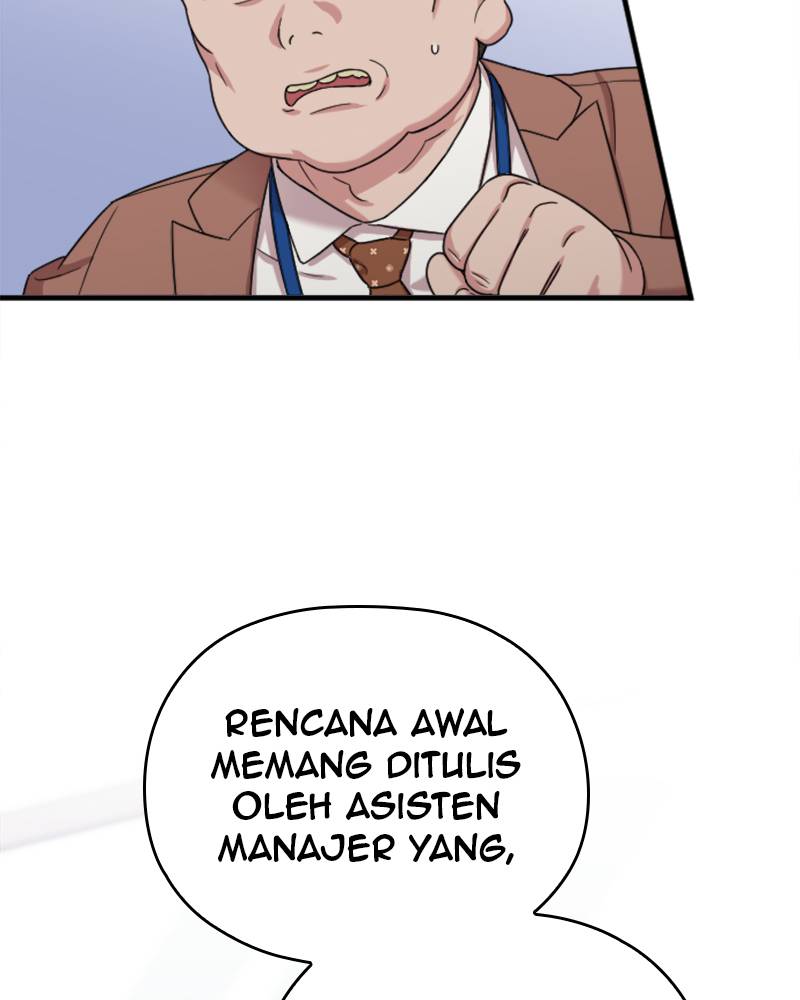 RENCANA AWAL
MEMANG DITULIS
OLEH ASISTEN
MANAJER YANG,